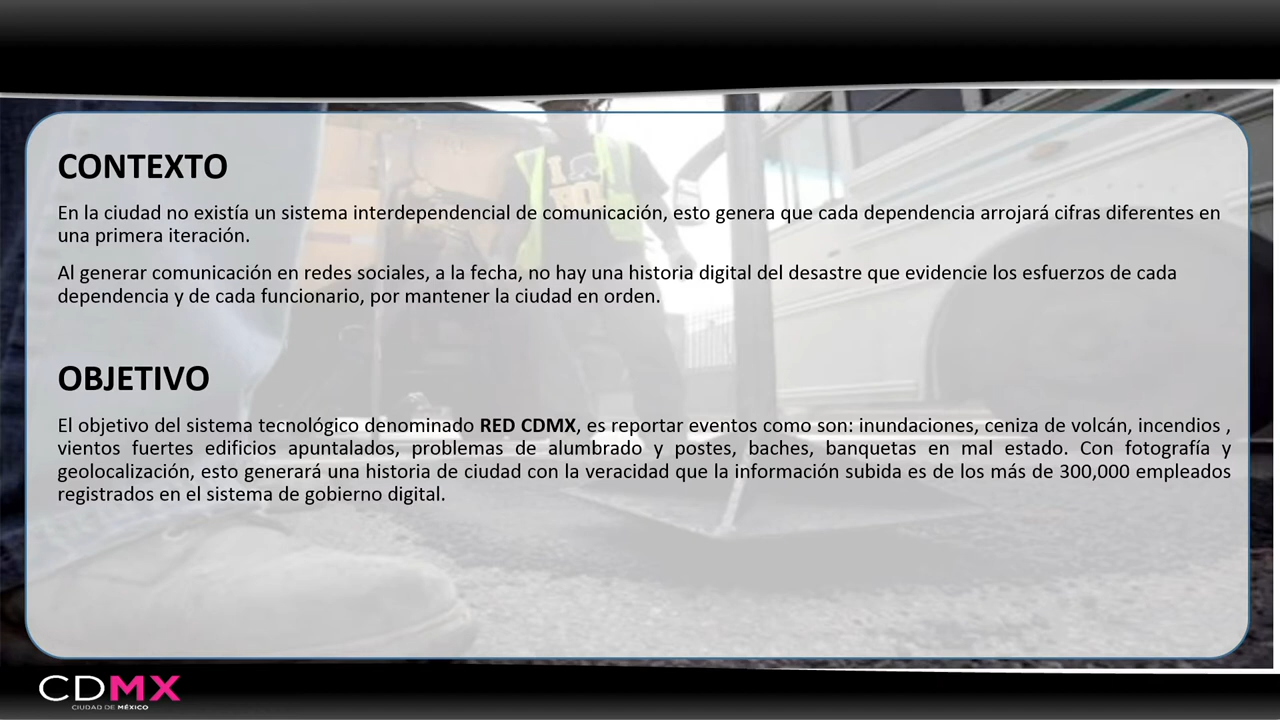 CONTEXTO
En la ciudad no existía un sistema interdependencial de comunicación, esto genera que cada dependencia arrojará cifras diferentes en
una primera iteración.
Al generar comunicación en redes sociales, a la fecha, no hay una historia digital del desastre que evidencie los esfuerzos de cada
dependencia y de cada funcionario, por mantener la ciudad en orden.
OBJETIVO
El objetivo del sistema tecnológico denominado RED CDMX, es reportar eventos como son: inundaciones, ceniza de volcán, incendios ,
vientos fuertes edificios apuntalados, problemas de alumbrado y postes, baches, banquetas en mal estado. Con fotografía y
geolocalización, esto generará una historia de ciudad con la veracidad que la información subida es de los más de 300,000 empleados
registrados en el sistema de gobierno digital.
CDMX
CIUDAD DE MÉXICO